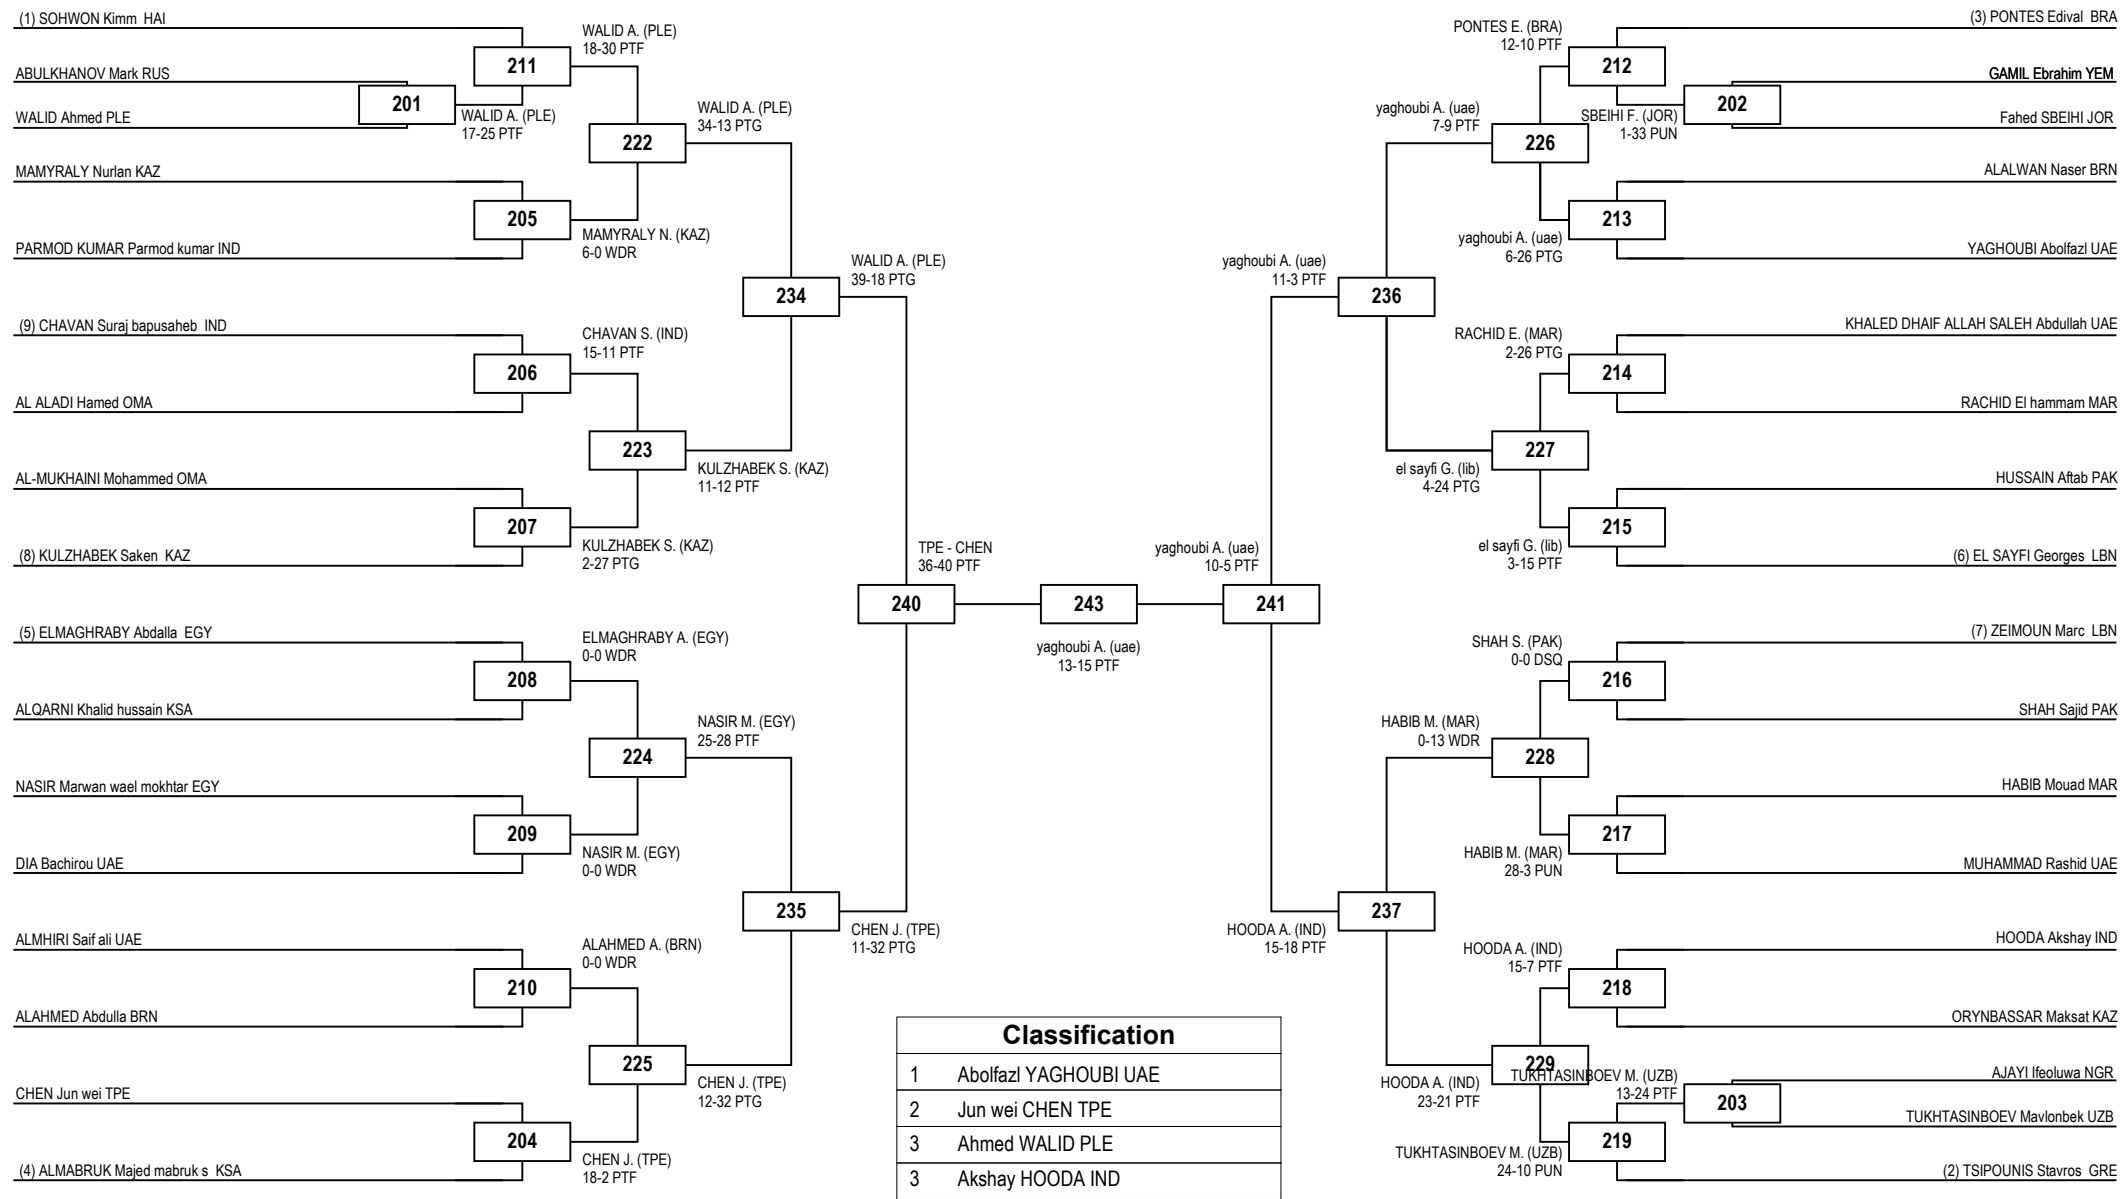 (1) SOHWON Kimm HAI
ABULKHANOV Mark RUS
WALID Ahmed PLE
MAMYRALY Nurlan KAZ
PARMOD KUMAR Parmod kumar IND
(9) CHAVAN Suraj bapusaheb IND
AL ALADI Hamed OMA
AL-MUKHAINI Mohammed OMA
(8) KULZHABEK Saken KAZ
(5) ELMAGHRABY Abdalla EGY
ALQARNI Khalid hussain KSA
NASIR Marwan wael mokhtar EGY
DIA Bachirou UAE
ALMHIRI Saif ali UAE
ALAHMED Abdulla BRN
CHEN Jun wei TPE
(4) ALMABRUK Majed mabruk s KSA
201
WALID A. (PLE)
17-25 PTF
211
WALID A. (PLE)
18-30 PTF
205
MAMYRALY N. (KAZ)
6-0 WDR
206
CHAVAN S. (IND)
15-11 PTF
207
KULZHABEK S. (KAZ)
2-27 PTG
208
ELMAGHRABY A. (EGY)
0-0 WDR
209
NASIR M. (EGY)
0-0 WDR
210
ALAHMED A. (BRN)
0-0 WDR
204
CHEN J. (TPE)
18-2 PTF
222
WALID A. (PLE)
34-13 PTG
223
KULZHABEK S. (KAZ)
11-12 PTF
224
NASIR M. (EGY)
25-28 PTF
225
CHEN J. (TPE)
12-32 PTG
234
WALID A. (PLE)
39-18 PTG
235
CHEN J. (TPE)
11-32 PTG
240
TPE - CHEN
36-40 PTF
243
yaghoubi A. (uae)
13-15 PTF
241
yaghoubi A. (uae)
10-5 PTF
236
yaghoubi A. (uae)
11-3 PTF
237
HOODA A. (IND)
15-18 PTF
226
yaghoubi A. (uae)
7-9 PTF
227
el sayfi G. (lib)
4-24 PTG
228
HABIB M. (MAR)
0-13 WDR
229
HOODA A. (IND)
23-21 PTF
212
PONTES E. (BRA)
12-10 PTF
202
SBEIHI F. (JOR)
1-33 PUN
213
yaghoubi A. (uae)
6-26 PTG
214
RACHID E. (MAR)
2-26 PTG
215
el sayfi G. (lib)
3-15 PTF
216
SHAH S. (PAK)
0-0 DSQ
217
HABIB M. (MAR)
28-3 PUN
218
HOODA A. (IND)
15-7 PTF
203
TUKHTASINBOEV M. (UZB)
13-24 PTF
219
TUKHTASINBOEV M. (UZB)
24-10 PUN
(3) PONTES Edival BRA
GAMIL Ebrahim YEM
Fahed SBEIHI JOR
ALALWAN Naser BRN
YAGHOUBI Abolfazl UAE
KHALED DHAIF ALLAH SALEH Abdullah UAE
RACHID El hammam MAR
HUSSAIN Aftab PAK
(6) EL SAYFI Georges LBN
(7) ZEIMOUN Marc LBN
SHAH Sajid PAK
HABIB Mouad MAR
MUHAMMAD Rashid UAE
HOODA Akshay IND
ORYNBASSAR Maksat KAZ
AJAYI Ifeoluwa NGR
TUKHTASINBOEV Mavlonbek UZB
(2) TSIPOUNIS Stavros GRE
Classification
1 Abolfazl YAGHOUBI UAE
2 Jun wei CHEN TPE
3 Ahmed WALID PLE
3 Akshay HOODA IND